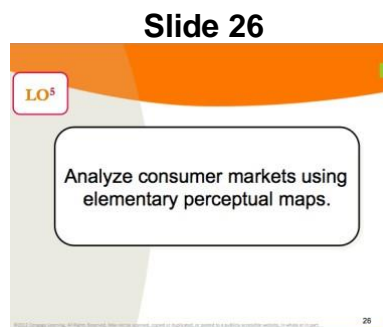 Slide 26
LO5
Analyze consumer markets using
elementary perceptual maps.
26